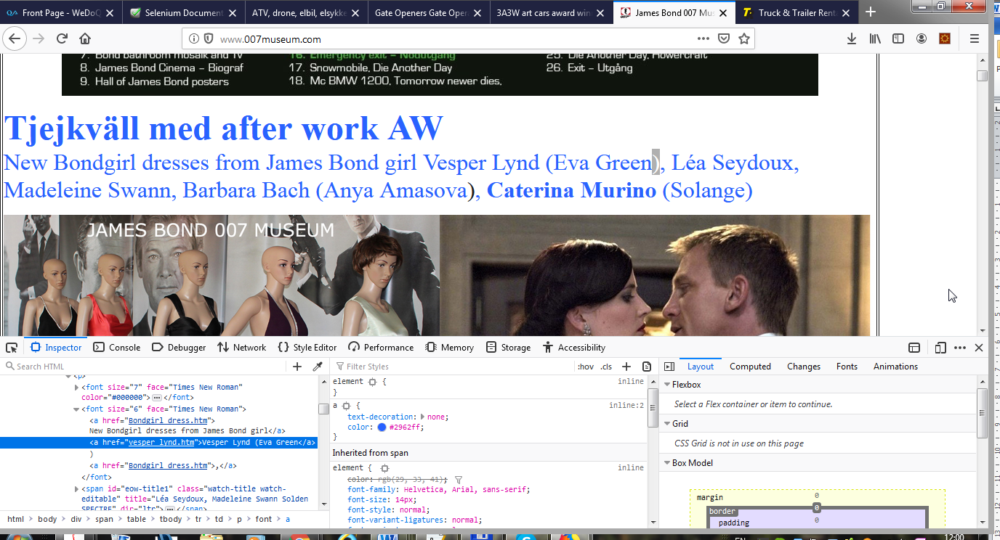 Front Page - WeDoQ
Selenium Document
ATV, drone, elbil, elsykke
Gate Openers Gate Oper
3A3W art cars award win
James Bond 007 Mus
Truck & Trailer Rent
www.007museum.com
7. Bond bathroom mosaik and TV
8. James Bond Cinema – Biograf
9. Hall of James Bond posters
16. Emergency exit – Nödutgång
17. Snowmobile, Die Another Day
18. Mc BMW 1200, Tomorrow newer dies,
25. Die Another Day, Howercraft
26. Exit – Utgång
Tjejkväll med after work AW
New Bondgirl dresses from James Bond girl Vesper Lynd (Eva Green), Léa Seydoux,
Madeleine Swann, Barbara Bach (Anya Amasova), Caterina Murino (Solange)
JAMES BOND 007 MUSEUM
Inspector
Console
Debugger
Network
Style Editor
Performance
Memory
Storage
Accessibility
Search HTML
<p>
<font size="7" face="Times New Roman"
color="#000000"></font>
<font size="6" face="Times New Roman">
<a href="Bondgirl dress.htm">
New Bondgirl dresses from James Bond girl</a>
<a href="vesper lynd.htm">Vesper Lynd (Eva Green</a>
)
<a href="Bondgirl dress.htm">,</a>
</font>
<span id="eow-title1" class="watch-title watch-
editable" title="Léa Seydoux, Madeleine Swann Solden
SPECTRE" dir="ltr"></span>
html > body > div > span > table > tbody > tr > td > p > font > a
Filter Styles
:hov .cls
element {
inline
}
a {
inline:2
text-decoration: none;
color: #2962ff;
}
Inherited from span
element {
inline
color: rgb(29, 33, 41);
font-family: Helvetica, Arial, sans-serif;
font-size: 14px;
font-style: normal;
font-variant-ligatures: normal;
Layout
Computed
Changes
Fonts
Animations
Flexbox
Select a Flex container or item to continue.
Grid
CSS Grid is not in use on this page
Box Model
margin
0
border
0
padding
0
EN
12:00